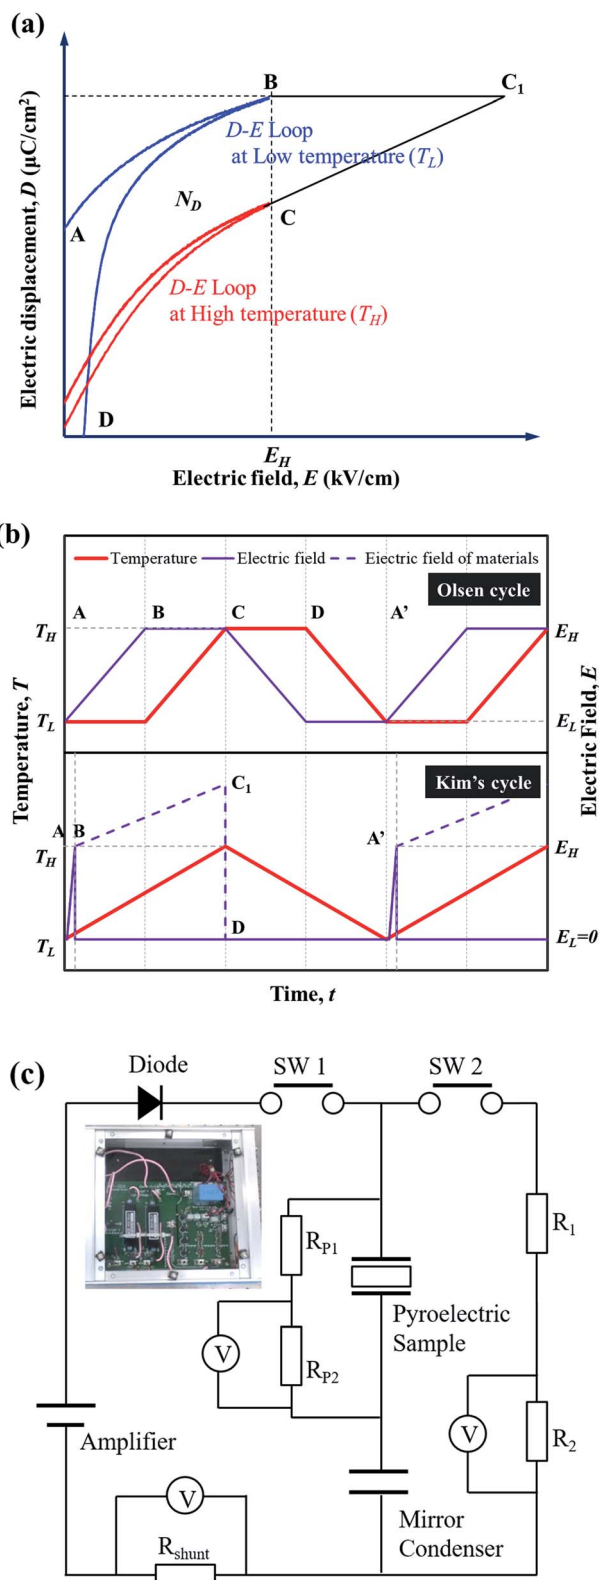 (a)
Electric displacement, D (μC/cm²)
B
C₁
D-E Loop
at Low temperature (T_L)
N_D
A
C
D-E Loop
at High temperature (T_H)
D
E_H
Electric field, E (kV/cm)
(b)
Temperature
Electric field
Eiectric field of materials
Olsen cycle
A
B
C
D
A'
T_H
E_H
T_L
E_L
Temperature, T
Electric Field, E
Kim's cycle
C₁
A
B
A'
T_H
E_H
D
T_L
E_L=0
Time, t
(c)
Diode
SW 1
SW 2
R_P1
R₁
Pyroelectric
Sample
V
R_P2
V
R₂
Amplifier
V
Mirror
Condenser
R_shunt